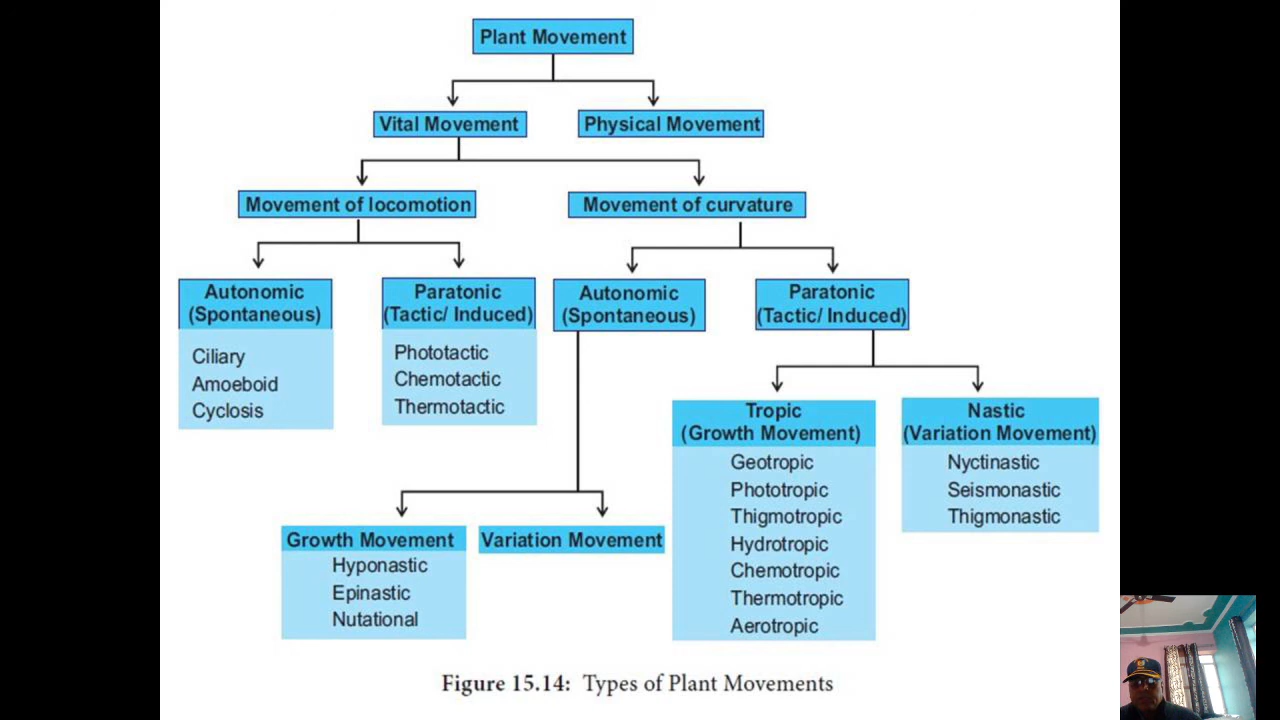 Plant Movement
Vital Movement
Physical Movement
Movement of locomotion
Movement of curvature
Autonomic
(Spontaneous)
Ciliary
Amoeboid
Cyclosis
Paratonic
(Tactic/ Induced)
Phototactic
Chemotactic
Thermotactic
Autonomic
(Spontaneous)
Paratonic
(Tactic/ Induced)
Growth Movement
Hyponastic
Epinastic
Nutational
Variation Movement
Tropic
(Growth Movement)
Geotropic
Phototropic
Thigmotropic
Hydrotropic
Chemotropic
Thermotropic
Aerotropic
Nastic
(Variation Movement)
Nyctinastic
Seismonastic
Thigmonastic
Figure 15.14: Types of Plant Movements